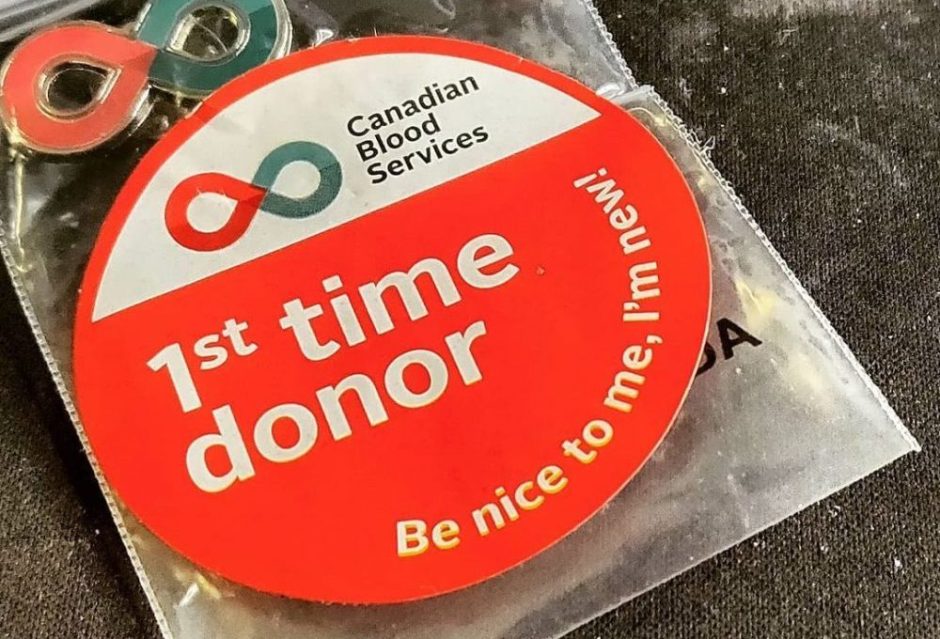 Canadian
Blood
Services
1st time
donor
Be nice to me, I'm new!